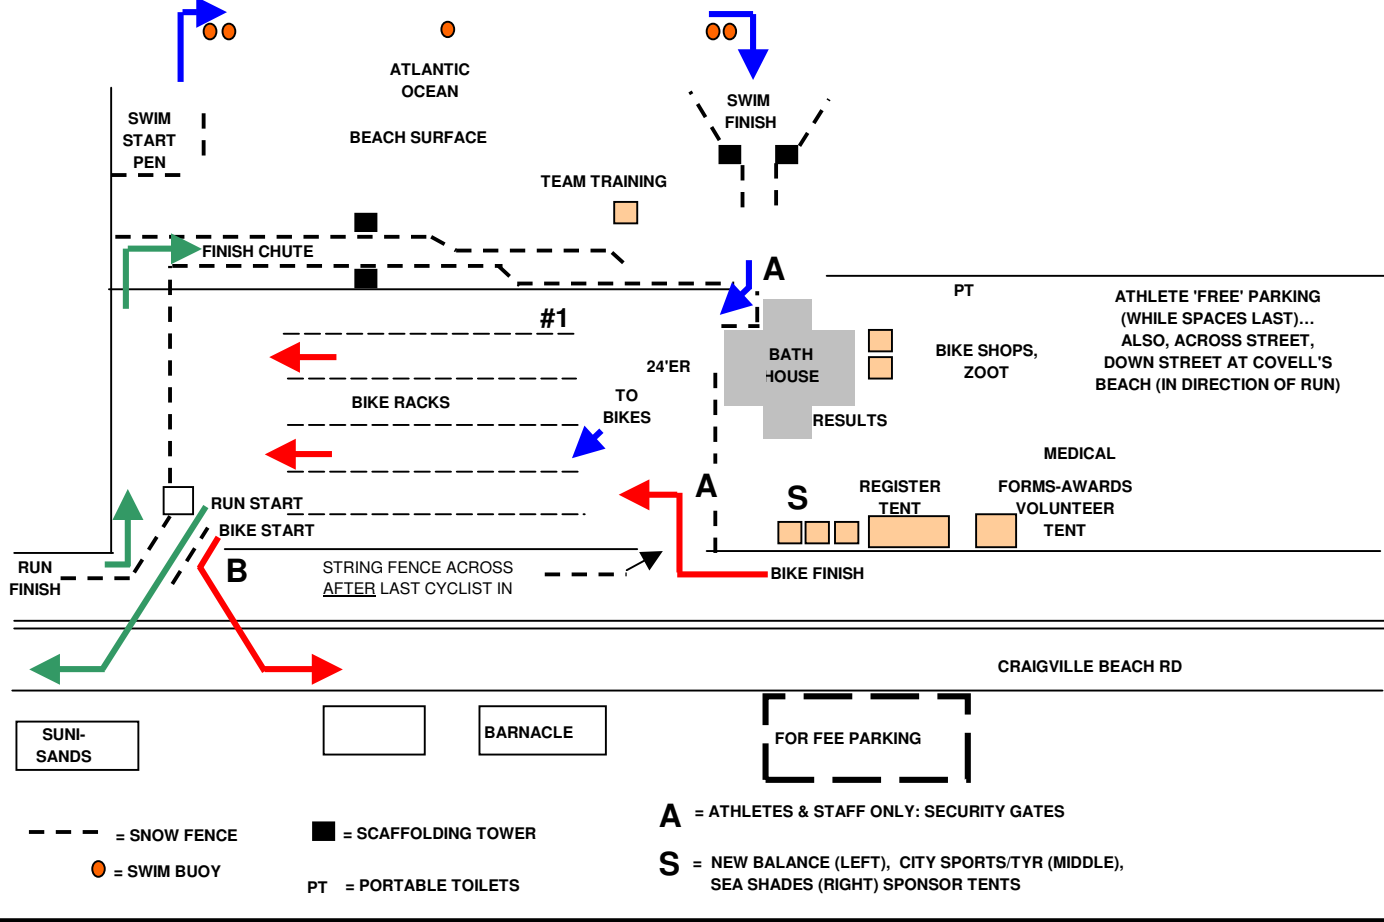 ATLANTIC
OCEAN
SWIM
START
PEN
BEACH SURFACE
SWIM
FINISH
TEAM TRAINING
FINISH CHUTE
A
PT
ATHLETE 'FREE' PARKING
(WHILE SPACES LAST)...
ALSO, ACROSS STREET,
DOWN STREET AT COVELL'S
BEACH (IN DIRECTION OF RUN)
#1
24'ER
BATH
HOUSE
BIKE SHOPS,
ZOOT
BIKE RACKS
TO
BIKES
RESULTS
MEDICAL
A
S
REGISTER
TENT
FORMS-AWARDS
VOLUNTEER
TENT
RUN START
BIKE START
B
RUN
FINISH
STRING FENCE ACROSS
AFTER LAST CYCLIST IN
BIKE FINISH
CRAIGVILLE BEACH RD
SUNI-
SANDS
BARNACLE
FOR FEE PARKING
= SNOW FENCE
= SCAFFOLDING TOWER
A = ATHLETES & STAFF ONLY: SECURITY GATES
= SWIM BUOY
PT = PORTABLE TOILETS
S = NEW BALANCE (LEFT), CITY SPORTS/TYR (MIDDLE),
SEA SHADES (RIGHT) SPONSOR TENTS